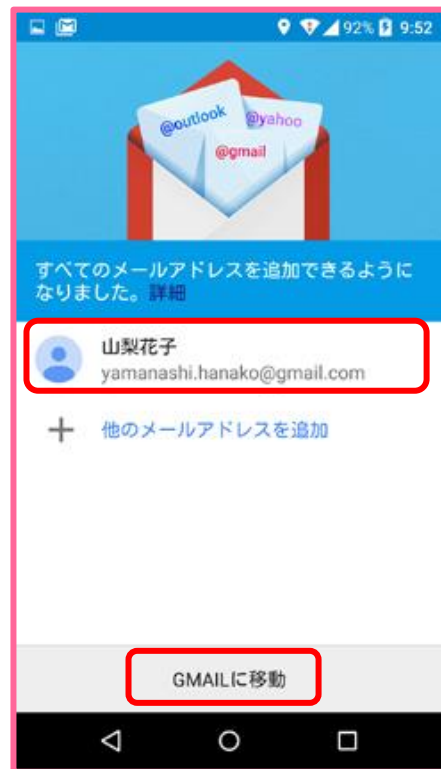 92% 9:52
@outlook
@yahoo
@gmail
すべてのメールアドレスを追加できるように
なりました。詳細
山梨花子
yamanashi.hanako@gmail.com
他のメールアドレスを追加
GMAILに移動